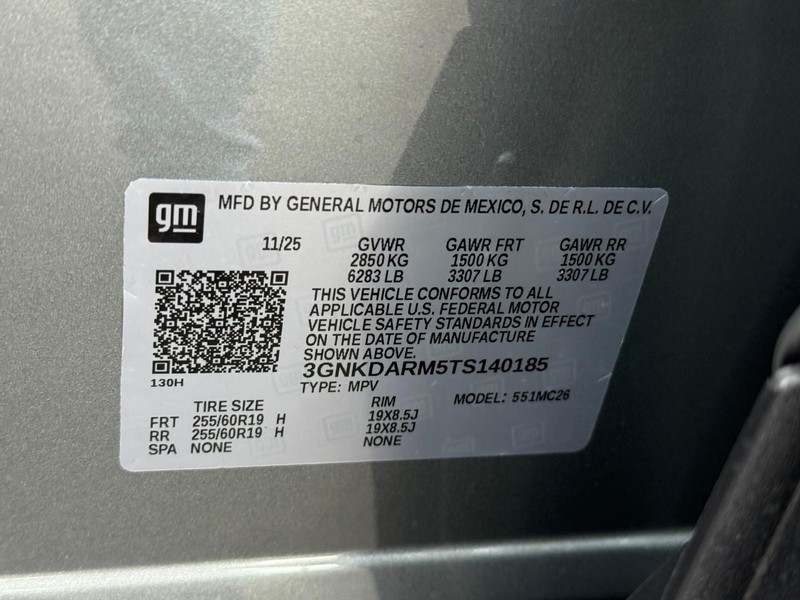 gm
MFD BY GENERAL MOTORS DE MEXICO, S. DE R.L. DE C.V.
11/25 GVWR GAWR FRT GAWR RR
2850 KG 1500 KG 1500 KG
6283 LB 3307 LB 3307 LB
THIS VEHICLE CONFORMS TO ALL
APPLICABLE U.S. FEDERAL MOTOR
VEHICLE SAFETY STANDARDS IN EFFECT
ON THE DATE OF MANUFACTURE
SHOWN ABOVE.
3GNKDARM5TS140185
130H
TYPE: MPV
TIRE SIZE RIM MODEL: 551MC26
FRT 255/60R19 H 19X8.5J
RR 255/60R19 H 19X8.5J
SPA NONE NONE